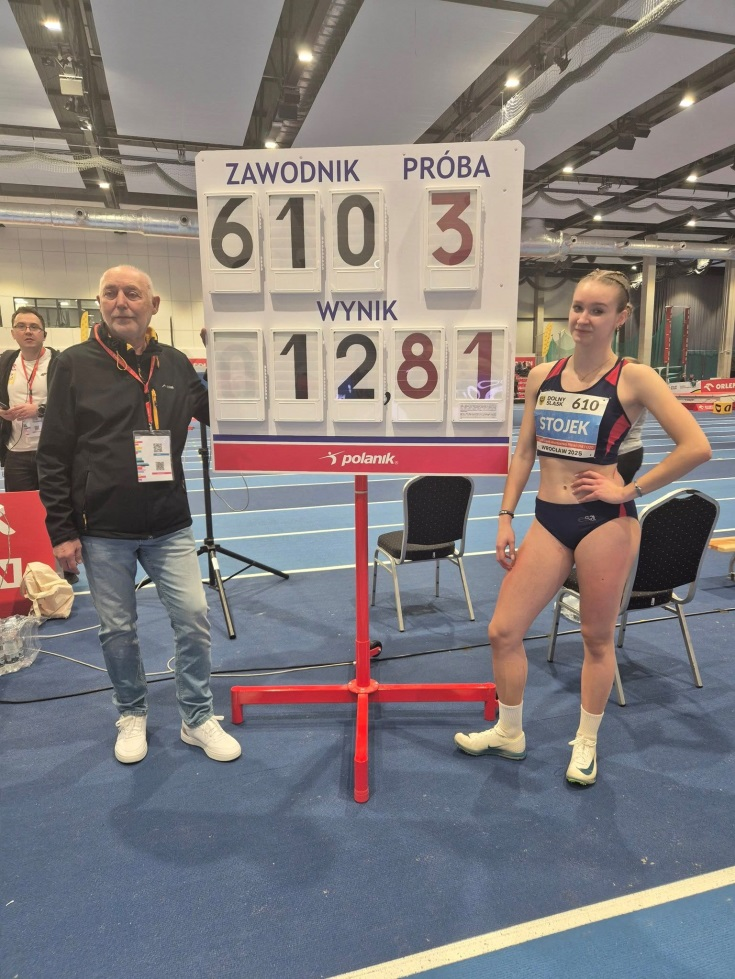 ZAWODNIK PRÓBA
610 3
WYNIK
12,81
polanik
DOLNY
ŚLĄSK
610
STOJEK
WROCŁAW 2025
ORLEN